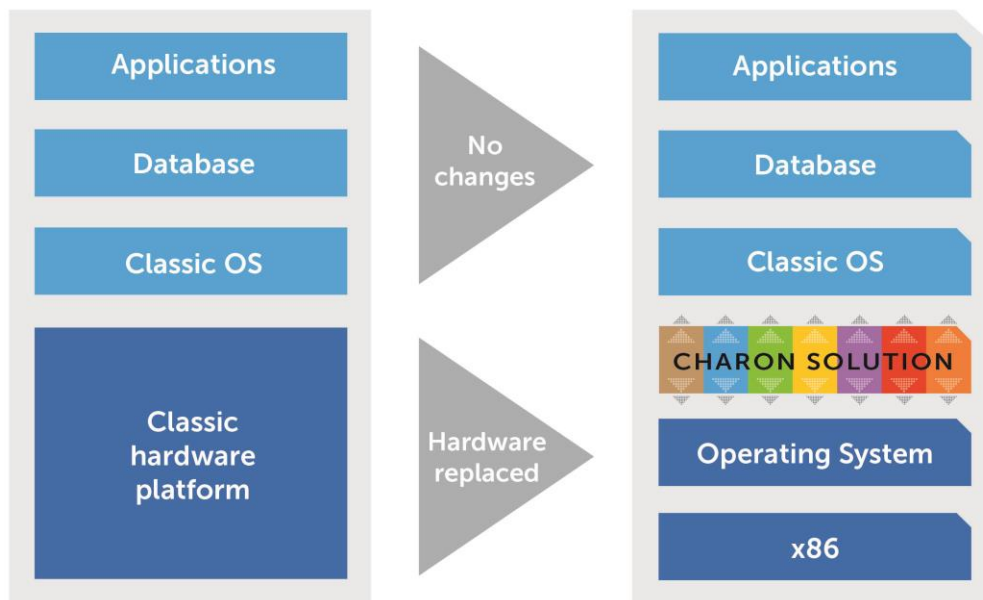 Applications
Database
Classic OS
Classic
hardware
platform
No
changes
Hardware
replaced
Applications
Database
Classic OS
CHARON SOLUTION
Operating System
x86